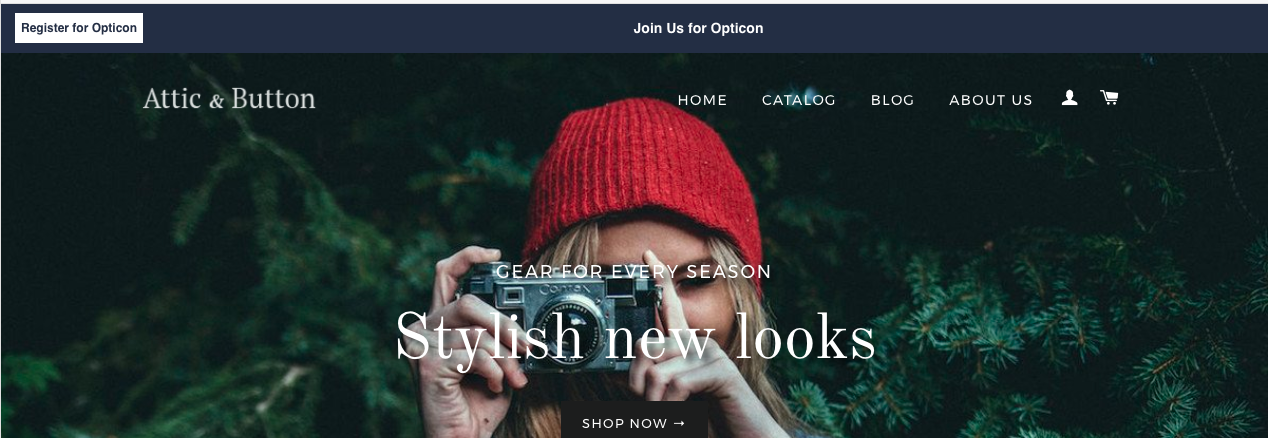 Register for Opticon
Join Us for Opticon
Attic & Button
HOME CATALOG BLOG ABOUT US
GEAR FOR EVERY SEASON
Contax
Stylish new looks
SHOP NOW →